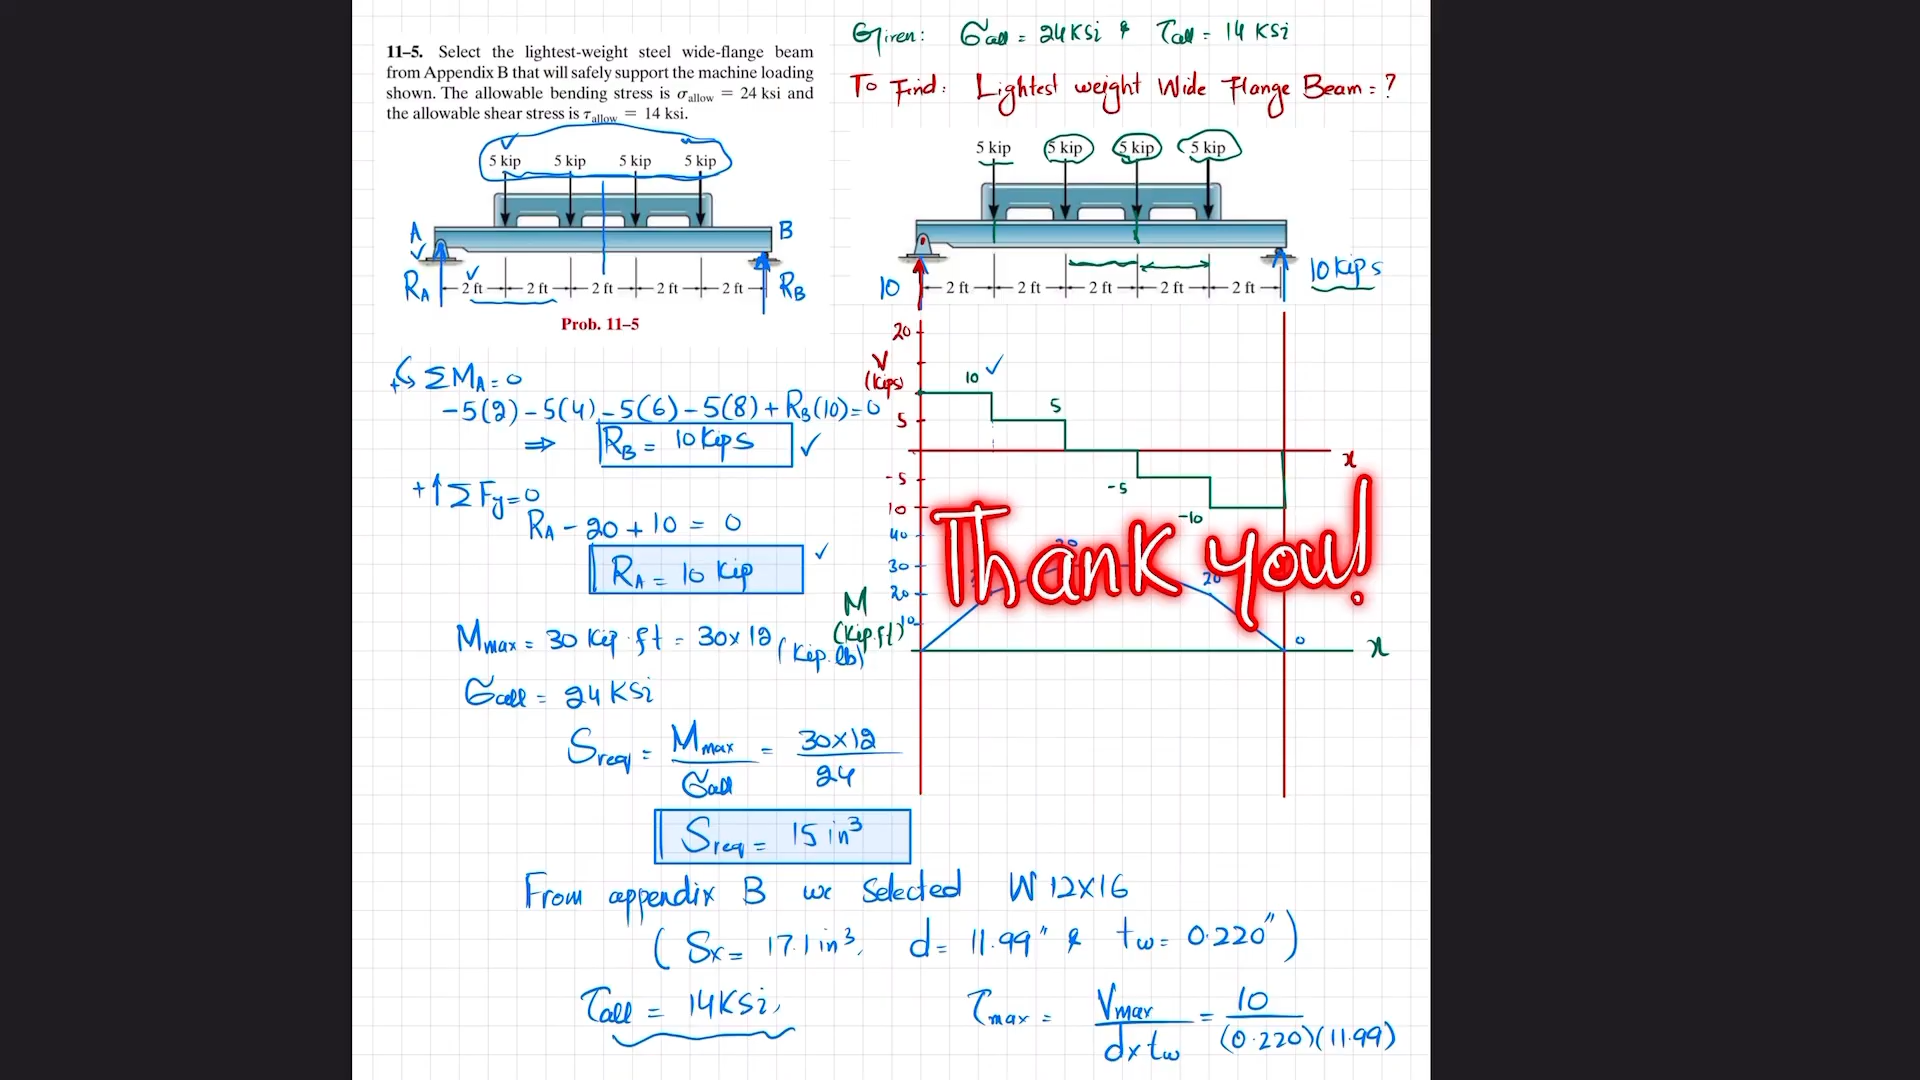 11–5. Select the lightest-weight steel wide-flange beam
from Appendix B that will safely support the machine loading
shown. The allowable bending stress is σallow = 24 ksi and
the allowable shear stress is τallow = 14 ksi.
5 kip 5 kip 5 kip 5 kip
A B
RA 2 ft 2 ft 2 ft 2 ft 2 ft RB
Prob. 11–5
+ ΣMA = 0
-5(2) - 5(4) - 5(6) - 5(8) + RB(10) = 0
⇒ RB = 10 kips ✓
+↑ΣFy = 0
RA - 20 + 10 = 0
RA = 10 kip ✓
Mmax = 30 kip.ft = 30x12 (kip.lb)
σall = 24 KSi
Sreq = Mmax/σall = 30x12/24
Sreq = 15 in³
From appendix B we selected W 12X16
( Sx = 17.1 in³, d = 11.99" & tw = 0.220" )
τall = 14 KSi,
τmax = Vmax/dxtw = 10/(0.220)(11.99)
Given: σall = 24 KSi & τall = 14 KSi
To Find: Lightest weight Wide Flange Beam = ?
5 kip 5 kip 5 kip 5 kip
10 2 ft 2 ft 2 ft 2 ft 2 ft 10 kips
20
V
(kips)
10 ✓
5 5
x
-5
-5
10 -10
40
30
20 20
10
M
(kip.ft)
0
x
Thank you!